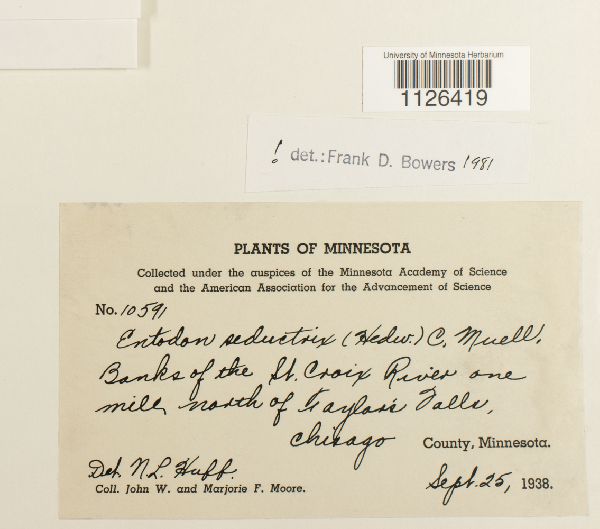 University of Minnesota Herbarium
1126419
! det.: Frank D. Bowers 1981
PLANTS OF MINNESOTA
Collected under the auspices of the Minnesota Academy of Science
and the American Association for the Advancement of Science
No. 10591
Entodon seductrix (Hedw.) C. Muell.
Banks of the St. Croix River one
mile north of Taylor's Falls,
Chisago County, Minnesota.
Det. N.L. Huff.
Coll. John W. and Marjorie F. Moore.
Sept. 25, 1938.